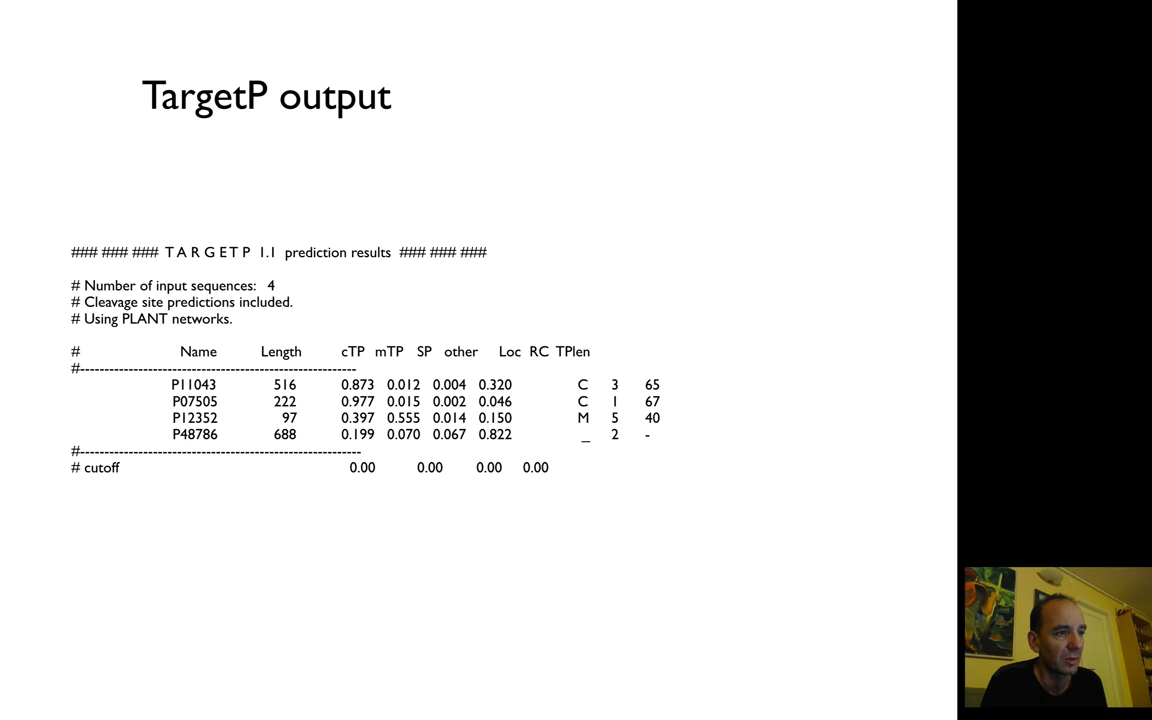 TargetP output
### ### ### T A R G E T P 1.1 prediction results ### ### ###
# Number of input sequences: 4
# Cleavage site predictions included.
# Using PLANT networks.
# Name Length cTP mTP SP other Loc RC TPlen
#----------------------------------------------------------
P11043 516 0.873 0.012 0.004 0.320 C 3 65
P07505 222 0.977 0.015 0.002 0.046 C 1 67
P12352 97 0.397 0.555 0.014 0.150 M 5 40
P48786 688 0.199 0.070 0.067 0.822 _ 2 -
#-----------------------------------------------------------
# cutoff 0.00 0.00 0.00 0.00